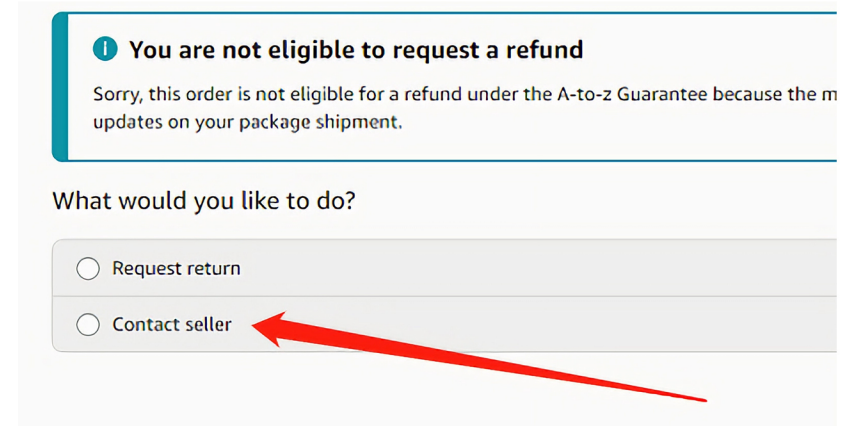 You are not eligible to request a refund
Sorry, this order is not eligible for a refund under the A-to-z Guarantee because the
updates on your package shipment.
What would you like to do?
Request return
Contact seller